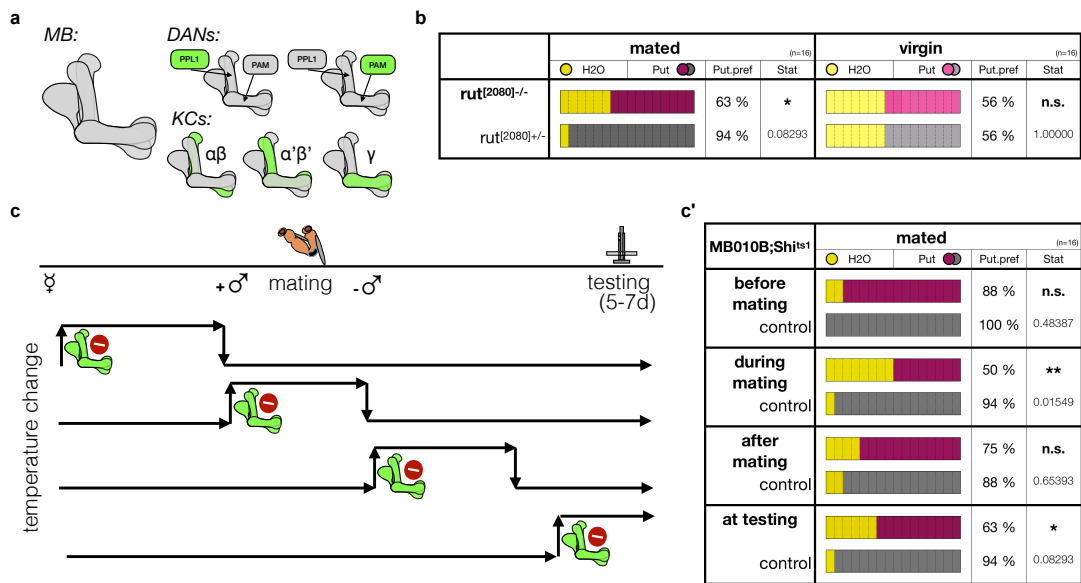 a
MB:
DANs:
PPL1
PAM
PPL1
PAM
KCs:
αβ
α'β'
γ
b
mated (n=16)
virgin (n=16)
H2O Put Put.pref Stat
H2O Put Put.pref Stat
rut[2080]-/- 63 % * 56 % n.s.
rut[2080]+/- 94 % 0.08293 56 % 1.00000
c
☿ +♂ mating -♂ testing
(5-7d)
temperature change
c'
MB010B;Shits1 mated (n=16)
H2O Put Put.pref Stat
before
mating 88 % n.s.
control 100 % 0.48387
during
mating 50 % **
control 94 % 0.01549
after
mating 75 % n.s.
control 88 % 0.65393
at testing 63 % *
control 94 % 0.08293